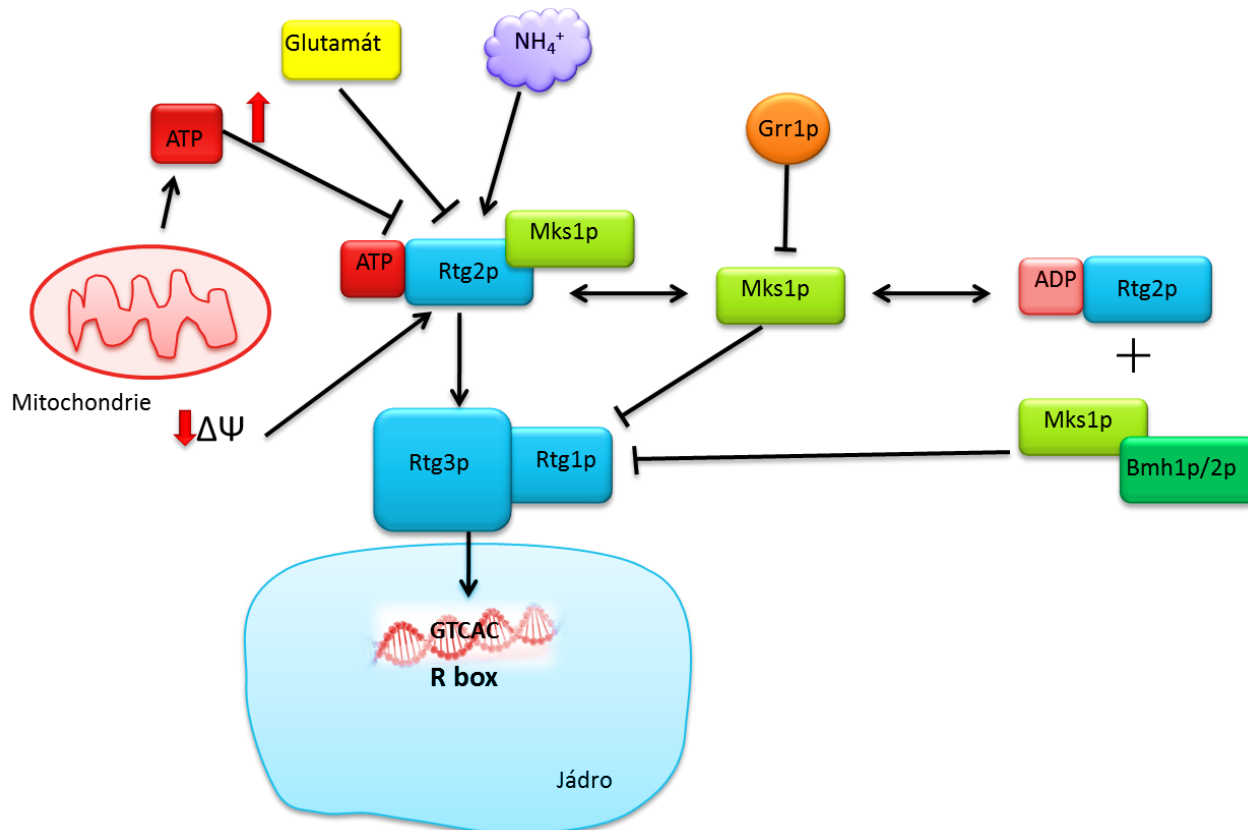 Glutamát
NH₄⁺
ATP
Grr1p
Mks1p
ATP
Rtg2p
Mks1p
ADP
Rtg2p
+
Mitochondrie
ΔΨ
Mks1p
Rtg3p
Rtg1p
Bmh1p/2p
GTCAC
R box
Jádro